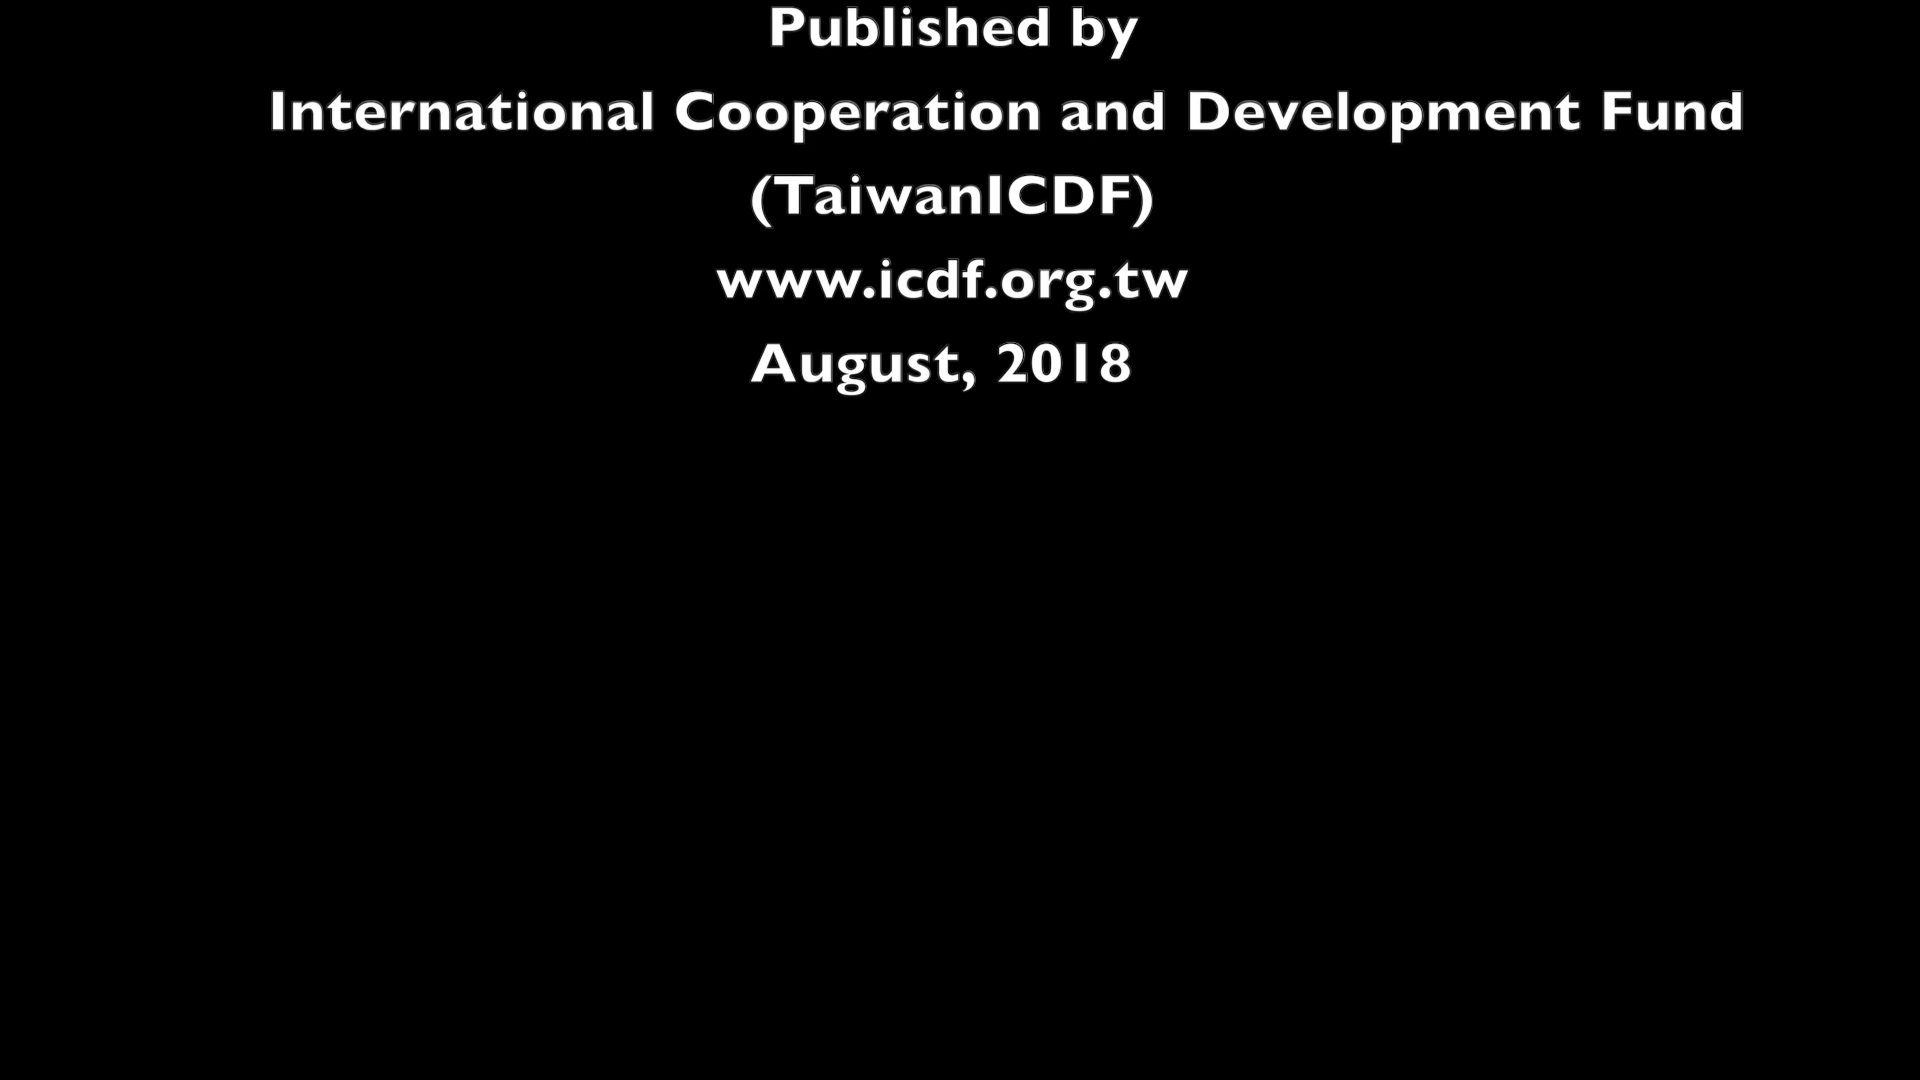 Published by
International Cooperation and Development Fund
(TaiwanICDF)
www.icdf.org.tw
August, 2018